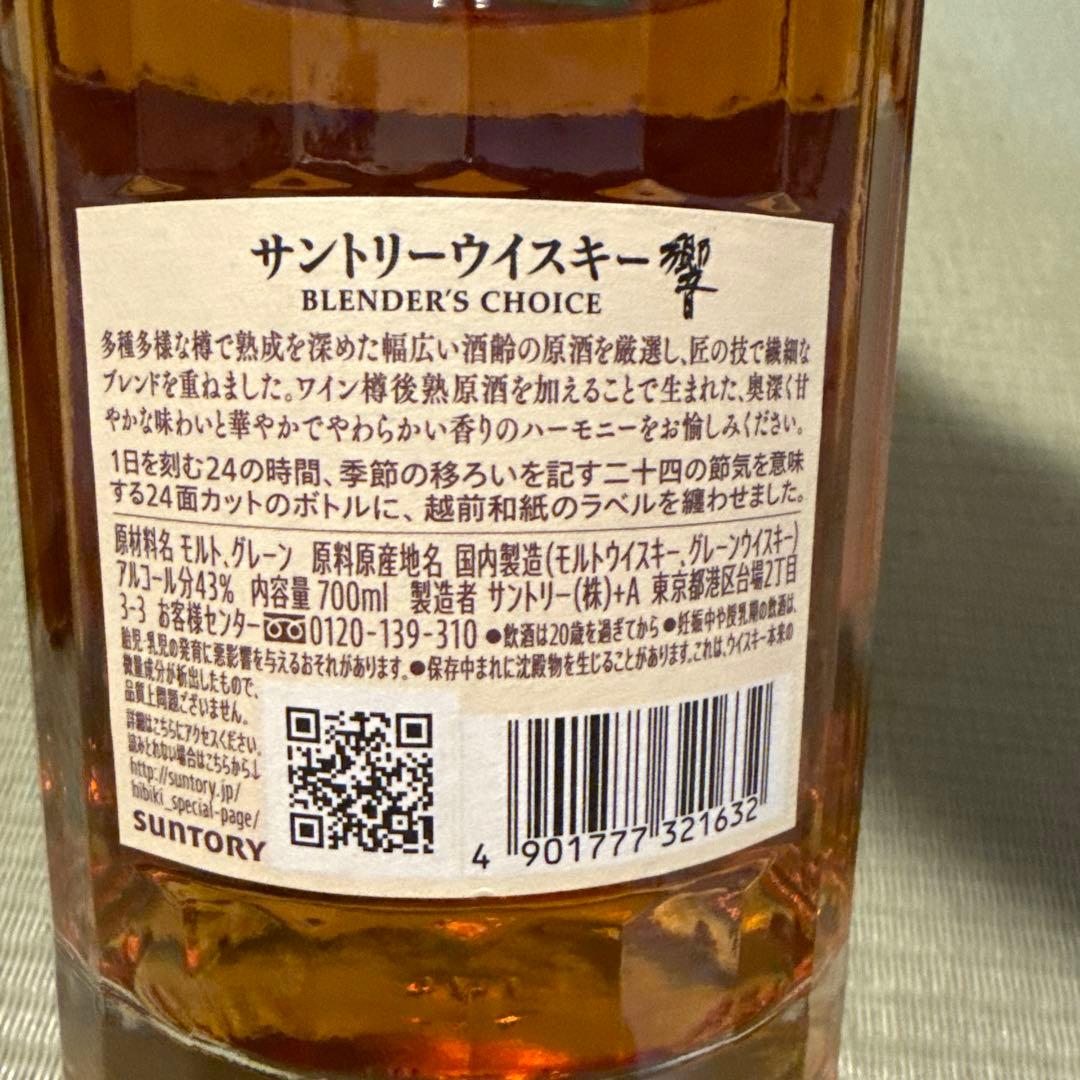 サントリーウイスキー 響
BLENDER'S CHOICE
多種多様な樽で熟成を深めた幅広い酒齢の原酒を厳選し、匠の技で繊細な
ブレンドを重ねました。ワイン樽後熟原酒を加えることで生まれた、奥深く甘
やかな味わいと華やかでやわらかい香りのハーモニーをお愉しみください。
1日を刻む24の時間、季節の移ろいを記す二十四の節気を意味
する24面カットのボトルに、越前和紙のラベルを纏わせました。
原材料名 モルト、グレーン 原料原産地名 国内製造(モルトウイスキー、グレーンウイスキー)
アルコール分43% 内容量 700ml 製造者 サントリー(株)+A 東京都港区台場2丁目
3-3 お客様センター 0120-139-310 ●飲酒は20歳を過ぎてから ●妊娠中や授乳期の飲酒は、
胎児・乳児の発育に悪影響を与えるおそれがあります。●保存中まれに沈殿物を生じることがあります。これは、ウイスキー本来の
微量成分が析出したもので、
品質上問題ございません。
詳細はこちらにアクセスください。
読みとれない場合はこちらから↓
http://suntory.jp/
hibiki_special-page/
SUNTORY
4 901777 321632